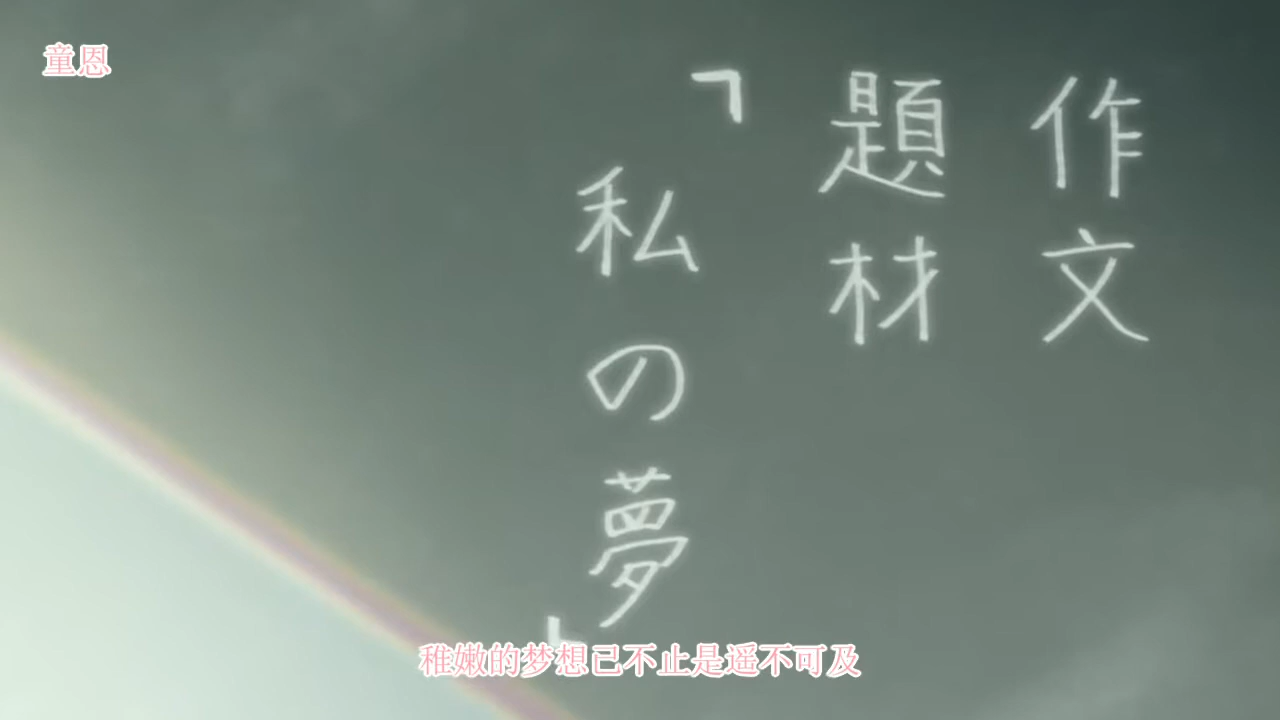 童恩
作文
題材
「私の夢」
稚嫩的梦想已不止是遥不可及